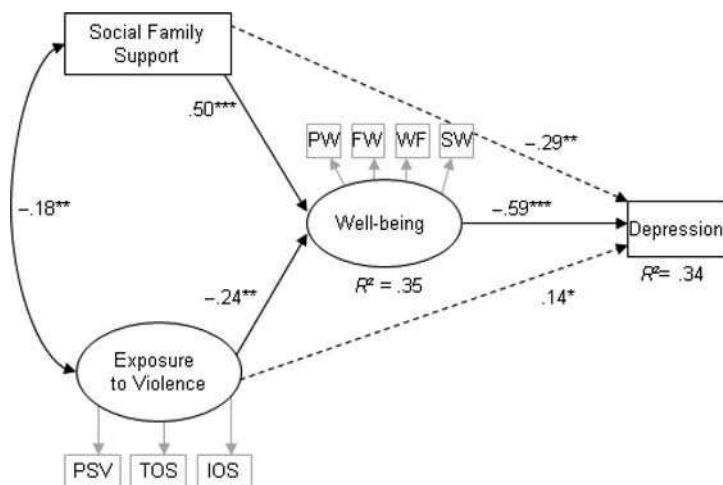 Social Family
Support
.50***
PW FW WF SW
–.29**
–.18**
Well-being
–.59***
Depression
R² = .35
R²= .34
–.24**
.14*
Exposure
to Violence
PSV TOS IOS